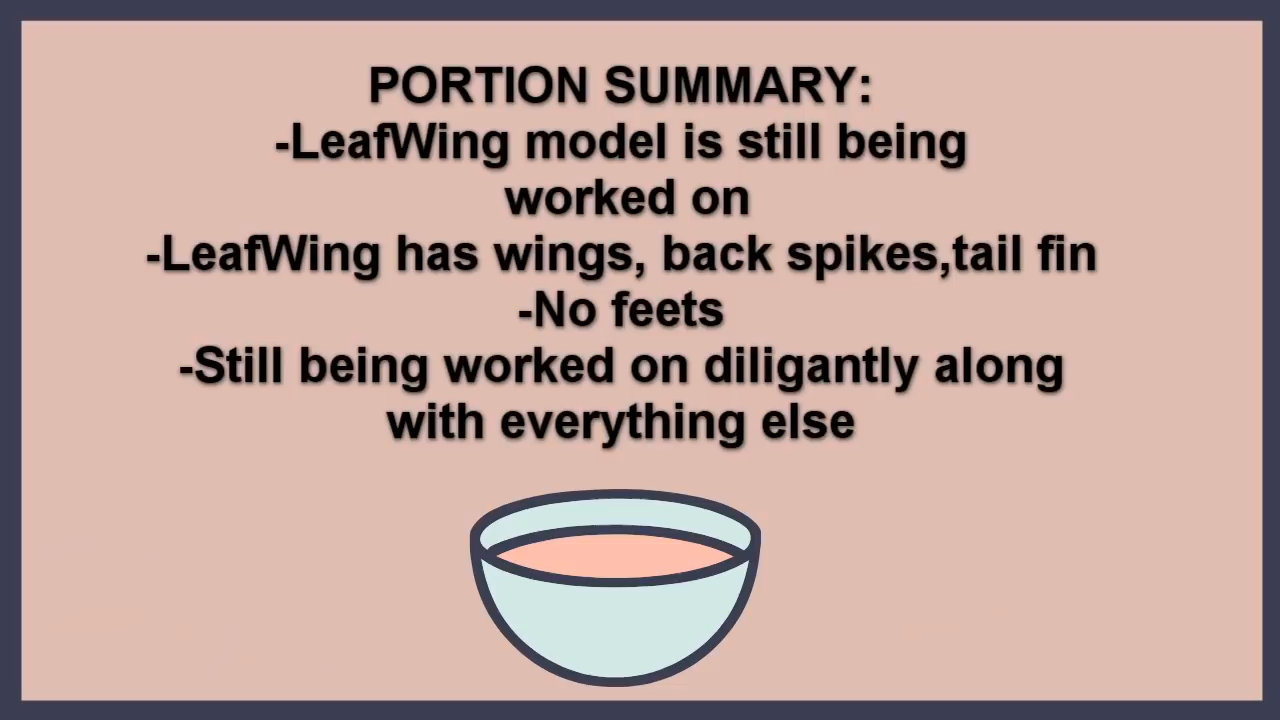 PORTION SUMMARY:
-LeafWing model is still being
worked on
-LeafWing has wings, back spikes,tail fin
-No feets
-Still being worked on diligantly along
with everything else